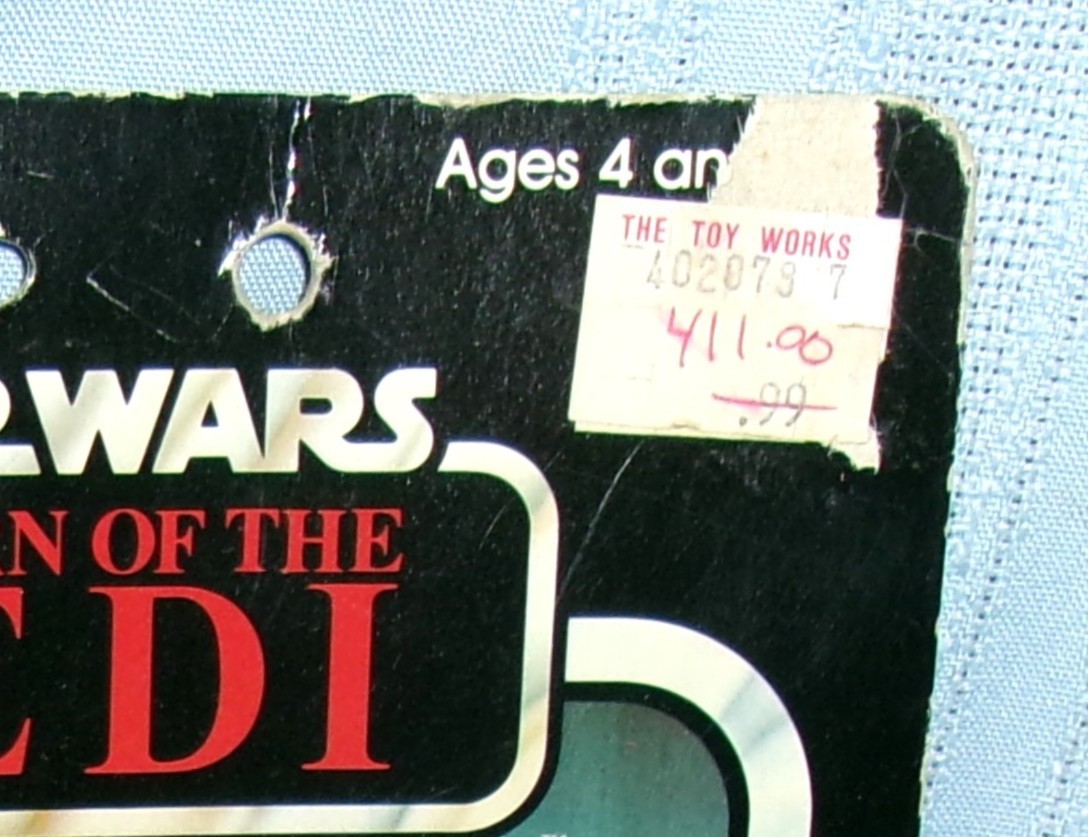 Ages 4 an
THE TOY WORKS
402073 7
411.00
.99
R WARS
N OF THE
EDI